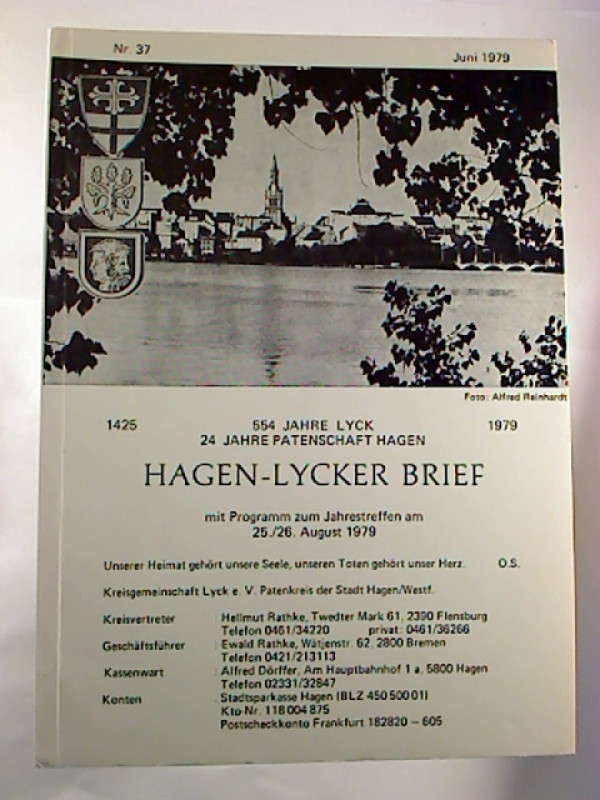 Nr. 37
Juni 1979
Foto: Alfred Reinhardt
1425 554 JAHRE LYCK 1979
24 JAHRE PATENSCHAFT HAGEN
HAGEN-LYCKER BRIEF
mit Programm zum Jahrestreffen am
25./26. August 1979
Unserer Heimat gehört unsere Seele, unseren Toten gehört unser Herz. O.S.
Kreisgemeinschaft Lyck e. V. Patenkreis der Stadt Hagen/Westf.
Kreisvertreter : Hellmut Rathke, Twedter Mark 61, 2390 Flensburg
Telefon 0461/34220 privat: 0461/36266
Geschäftsführer : Ewald Rathke, Wätjenstr. 62, 2800 Bremen
Telefon 0421/213113
Kassenwart : Alfred Dörffer, Am Hauptbahnhof 1 a, 5800 Hagen
Telefon 02331/32847
Konten : Stadtsparkasse Hagen (BLZ 450 500 01)
Kto-Nr. 118 004 875
Postscheckkonto Frankfurt 182820 – 605